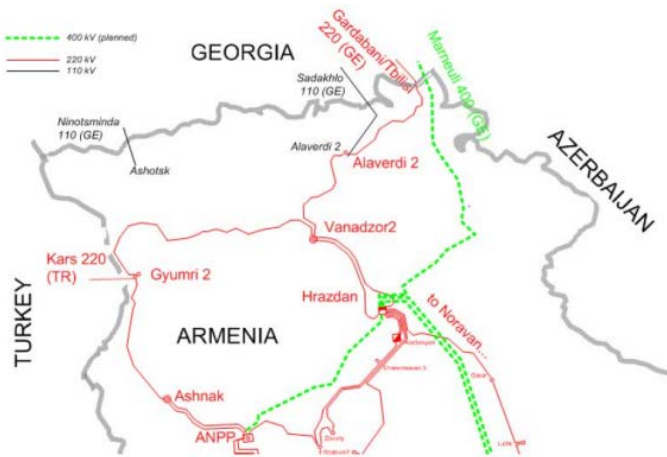 400 kV (planned)
220 kV
110 kV
GEORGIA
Gardabani/Tbilisi
220 (GE)
Marneuli 400 (GE)
Sadakhlo
110 (GE)
Ninotsminda
110 (GE)
Ashotsk
Alaverdi 2
Alaverdi 2
AZERBAIJAN
Vanadzor2
Kars 220
(TR)
Gyumri 2
TURKEY
Hrazdan
to Noravan...
ARMENIA
Ashnak
ANPP